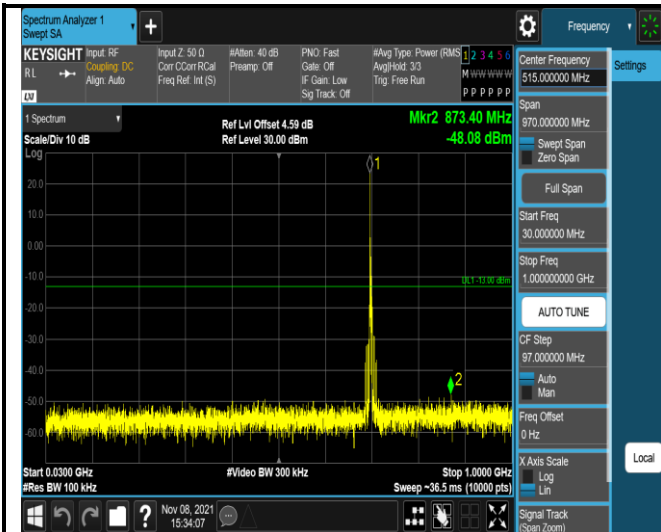 Spectrum Analyzer 1
Swept SA
+
Frequency
KEYSIGHT
RL
LXI
Input: RF
Coupling: DC
Align: Auto
Input Z: 50 Ω
Corr CCorr RCal
Freq Ref: Int (S)
#Atten: 40 dB
Preamp: Off
PNO: Fast
Gate: Off
IF Gain: Low
Sig Track: Off
#Avg Type: Power (RMS
Avg|Hold: 3/3
Trig: Free Run
1 2 3 4 5 6
M W W W W W
P P P P P P
1 Spectrum
Scale/Div 10 dB
Log
Ref Lvl Offset 4.59 dB
Ref Level 30.00 dBm
Mkr2 873.40 MHz
-48.08 dBm
1
20.0
10.0
0.00
-10.0
DL1 -13.00 dBm
-20.0
-30.0
-40.0
2
-50.0
-60.0
Start 0.0300 GHz
#Res BW 100 kHz
#Video BW 300 kHz
Stop 1.0000 GHz
Sweep ~36.5 ms (10000 pts)
?
Nov 08, 2021
15:34:07
Center Frequency
515.000000 MHz
Span
970.000000 MHz
Swept Span
Zero Span
Full Span
Start Freq
30.000000 MHz
Stop Freq
1.000000000 GHz
AUTO TUNE
CF Step
97.000000 MHz
Auto
Man
Freq Offset
0 Hz
X Axis Scale
Log
Lin
Signal Track
(Span Zoom)
Settings
Local